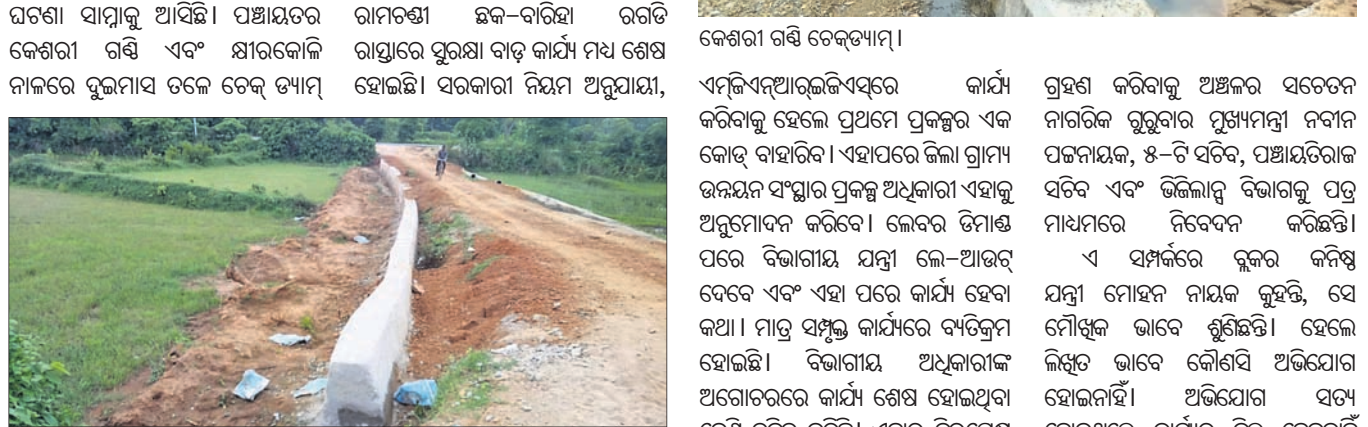 ଘଟଣା ସାମ୍ନାକୁ ଆସିଛି। ପଞ୍ଚାୟତର
କେଶରୀ ଗଣ୍ଠି ଏବଂ କ୍ଷୀରକୋଳି
ନାଳରେ ଦୁଇମାସ ତଳେ ଚେକ୍ ଡ୍ୟାମ୍
ରାମଚଣ୍ଡୀ ଛକ–ବାରିହା ରଗଡି
ରାସ୍ତାରେ ସୁରକ୍ଷା ବାଡ଼ କାର୍ଯ୍ୟ ମଧ୍ୟ ଶେଷ
ହୋଇଛି। ସରକାରୀ ନିୟମ ଅନୁଯାୟୀ,
କେଶରୀ ଗଣ୍ଠି ଚେକ୍‌ଡ୍ୟାମ୍।
ଏମ୍‌ଜିଏନ୍‌ଆର୍‌ଇଜିଏସ୍‌ରେ କାର୍ଯ୍ୟ
କରିବାକୁ ହେଲେ ପ୍ରଥମେ ପ୍ରକଳ୍ପର ଏକ
କୋଡ୍ ବାହାରିବ। ଏହାପରେ ଜିଲା ଗ୍ରାମ୍ୟ
ଉନ୍ନୟନ ସଂସ୍ଥାର ପ୍ରକଳ୍ପ ଅଧିକାରୀ ଏହାକୁ
ଅନୁମୋଦନ କରିବେ। ଲେବର ଡିମାଣ୍ଡ
ପରେ ବିଭାଗୀୟ ଯନ୍ତ୍ରୀ ଲେ–ଆଉଟ୍
ଦେବେ ଏବଂ ଏହା ପରେ କାର୍ଯ୍ୟ ହେବା
କଥା। ମାତ୍ର ସମ୍ପୃକ୍ତ କାର୍ଯ୍ୟରେ ବ୍ୟତିକ୍ରମ
ହୋଇଛି। ବିଭାଗୀୟ ଅଧିକାରୀଙ୍କ
ଅଗୋଚରରେ କାର୍ଯ୍ୟ ଶେଷ ହୋଇଥିବା
ଗ୍ରହଣ କରିବାକୁ ଅଞ୍ଚଳର ସଚେତନ
ନାଗରିକ ଗୁରୁବାର ମୁଖ୍ୟମନ୍ତ୍ରୀ ନବୀନ
ପଟ୍ଟନାୟକ, ୫–ଟି ସଚିବ, ପଞ୍ଚାୟତିରାଜ
ସଚିବ ଏବଂ ଭିଜିଲାନ୍ସ ବିଭାଗକୁ ପତ୍ର
ମାଧ୍ୟମରେ ନିବେଦନ କରିଛନ୍ତି।
ଏ ସମ୍ପର୍କରେ ବ୍ଲକର କନିଷ୍ଠ
ଯନ୍ତ୍ରୀ ମୋହନ ନାୟକ କୁହନ୍ତି, ସେ
ମୌଖିକ ଭାବେ ଶୁଣିଛନ୍ତି। ହେଲେ
ଲିଖିତ ଭାବେ କୌଣସି ଅଭିଯୋଗ
ହୋଇନାହିଁ। ଅଭିଯୋଗ ସତ୍ୟ